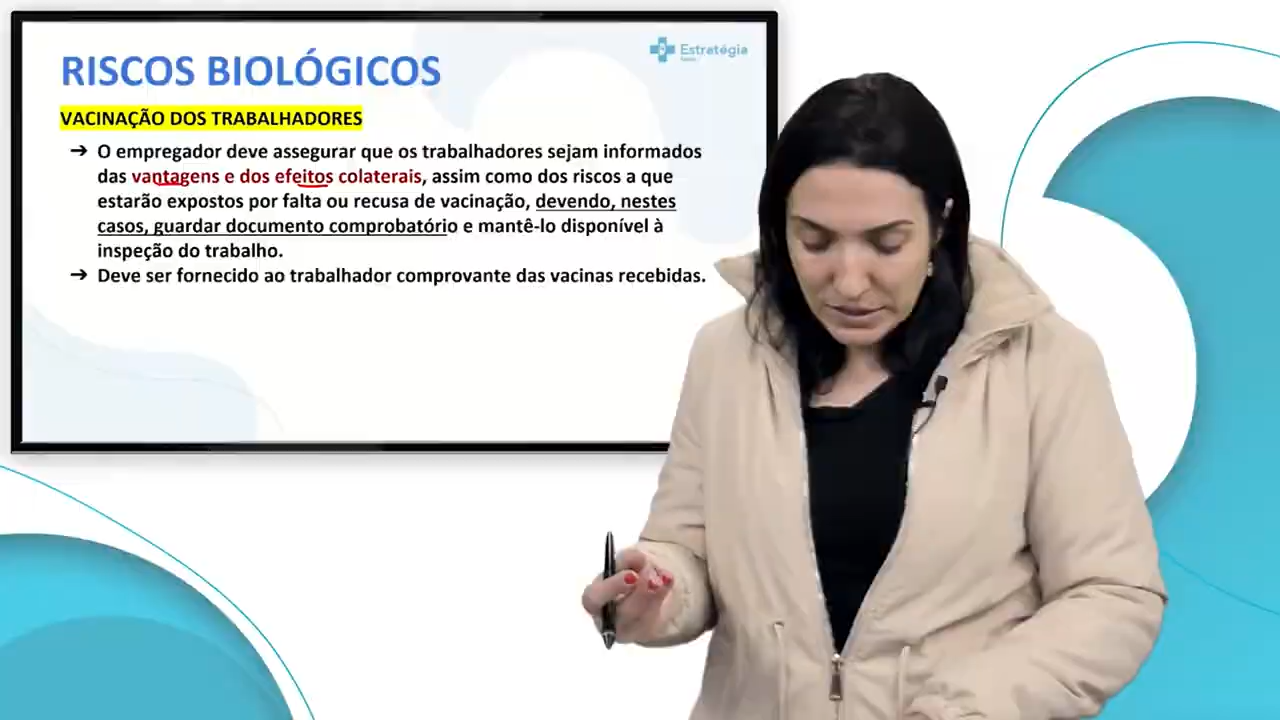 RISCOS BIOLÓGICOS
Estratégia
VACINAÇÃO DOS TRABALHADORES
➔ O empregador deve assegurar que os trabalhadores sejam informados
das vantagens e dos efeitos colaterais, assim como dos riscos a que
estarão expostos por falta ou recusa de vacinação, devendo, nestes
casos, guardar documento comprobatório e mantê-lo disponível à
inspeção do trabalho.
➔ Deve ser fornecido ao trabalhador comprovante das vacinas recebidas.